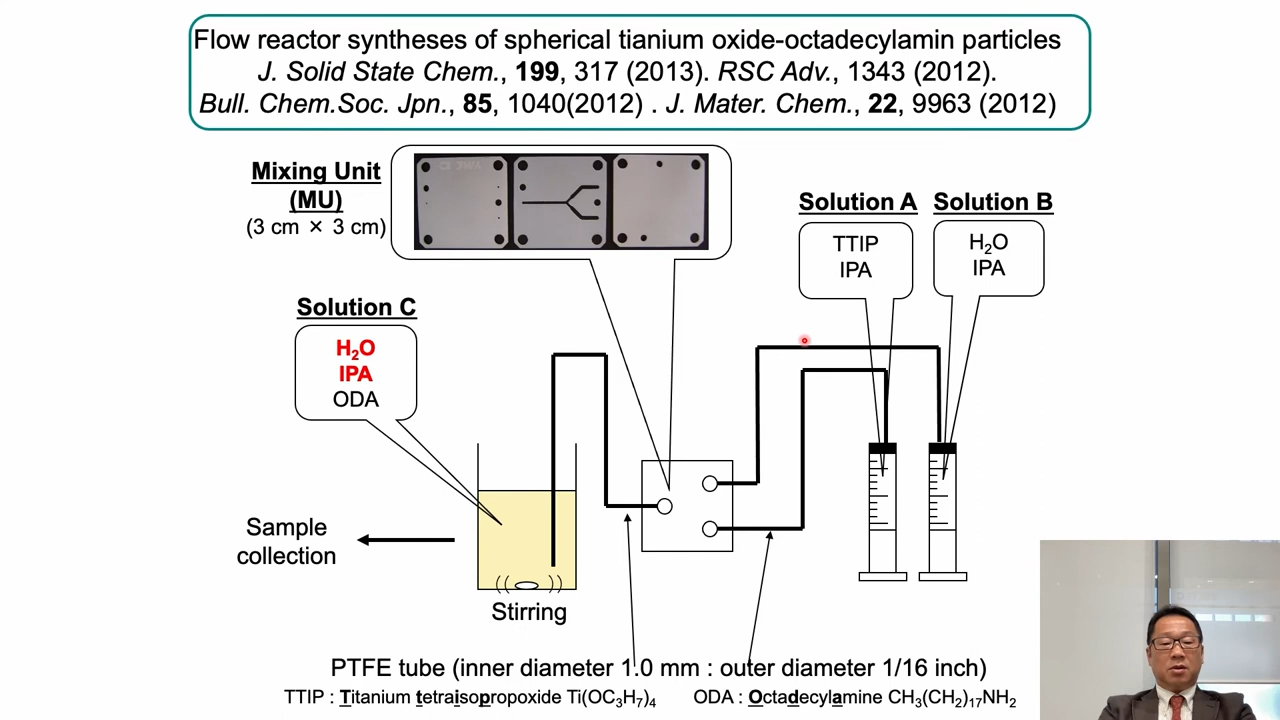 Flow reactor syntheses of spherical tianium oxide-octadecylamin particles
J. Solid State Chem., 199, 317 (2013). RSC Adv., 1343 (2012).
Bull. Chem.Soc. Jpn., 85, 1040(2012) . J. Mater. Chem., 22, 9963 (2012)
Mixing Unit
(MU)
(3 cm × 3 cm)
Solution A
Solution B
TTIP
IPA
H₂O
IPA
Solution C
H₂O
IPA
ODA
Sample
collection
Stirring
PTFE tube (inner diameter 1.0 mm : outer diameter 1/16 inch)
TTIP : Titanium tetraisopropoxide Ti(OC₃H₇)₄ ODA : Octadecylamine CH₃(CH₂)₁₇NH₂